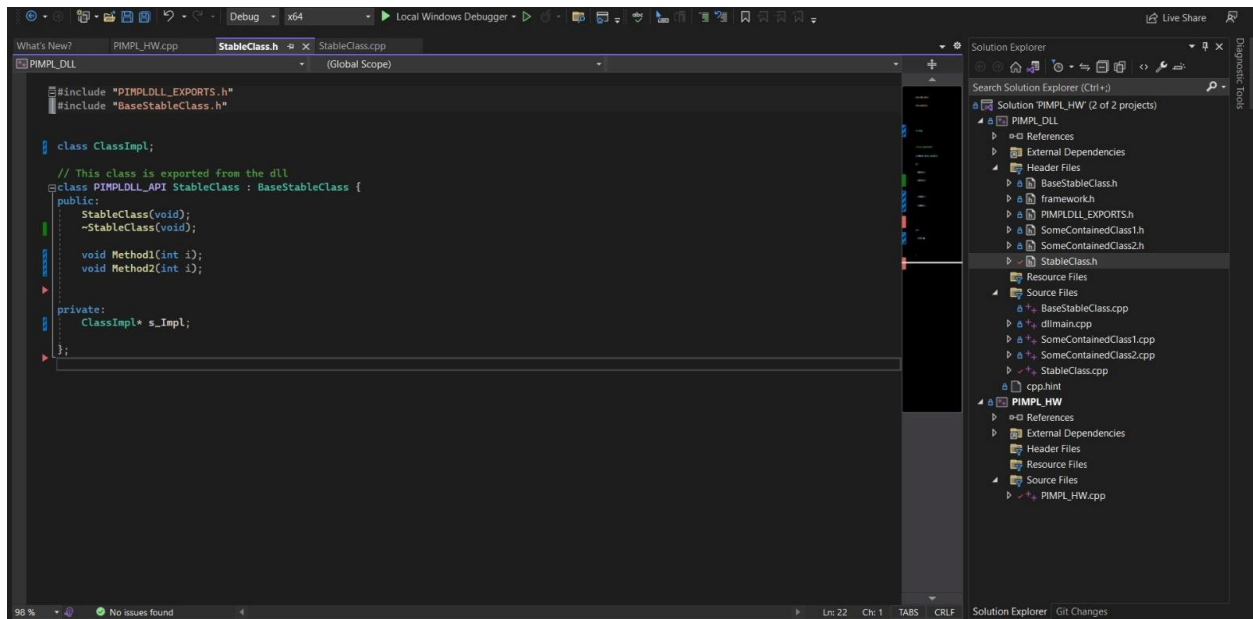 Debug x64 Local Windows Debugger Live Share
What's New? PIMPL_HW.cpp StableClass.h StableClass.cpp
PIMPL_DLL (Global Scope)
#include "PIMPLDLL_EXPORTS.h"
#include "BaseStableClass.h"
class ClassImpl;
// This class is exported from the dll
class PIMPLDLL_API StableClass : BaseStableClass {
public:
StableClass(void);
~StableClass(void);
void Method1(int i);
void Method2(int i);
private:
ClassImpl* s_Impl;
};
98 % No issues found Ln: 22 Ch: 1 TABS CRLF
Solution Explorer
Search Solution Explorer (Ctrl+;)
Solution 'PIMPL_HW' (2 of 2 projects)
PIMPL_DLL
References
External Dependencies
Header Files
BaseStableClass.h
framework.h
PIMPLDLL_EXPORTS.h
SomeContainedClass1.h
SomeContainedClass2.h
StableClass.h
Resource Files
Source Files
BaseStableClass.cpp
dllmain.cpp
SomeContainedClass1.cpp
SomeContainedClass2.cpp
StableClass.cpp
cpp.hint
PIMPL_HW
References
External Dependencies
Header Files
Resource Files
Source Files
PIMPL_HW.cpp
Solution Explorer Git Changes
Diagnostic Tools